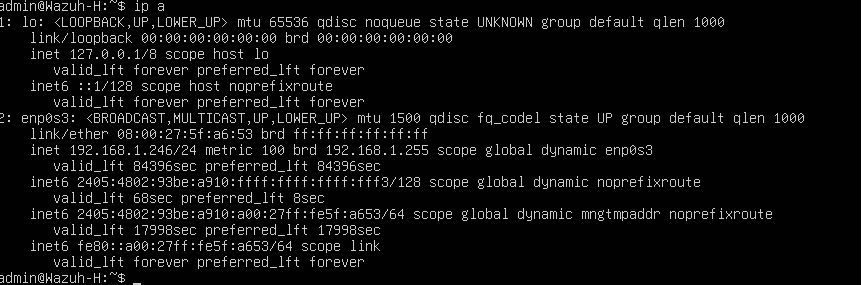 admin@Wazuh-H:~$ ip a
1: lo: <LOOPBACK,UP,LOWER_UP> mtu 65536 qdisc noqueue state UNKNOWN group default qlen 1000
    link/loopback 00:00:00:00:00:00 brd 00:00:00:00:00:00
    inet 127.0.0.1/8 scope host lo
       valid_lft forever preferred_lft forever
    inet6 ::1/128 scope host noprefixroute
       valid_lft forever preferred_lft forever
2: enp0s3: <BROADCAST,MULTICAST,UP,LOWER_UP> mtu 1500 qdisc fq_codel state UP group default qlen 1000
    link/ether 08:00:27:5f:a6:53 brd ff:ff:ff:ff:ff:ff
    inet 192.168.1.246/24 metric 100 brd 192.168.1.255 scope global dynamic enp0s3
       valid_lft 84396sec preferred_lft 84396sec
    inet6 2405:4802:93be:a910:ffff:ffff:ffff:fff3/128 scope global dynamic noprefixroute
       valid_lft 68sec preferred_lft 8sec
    inet6 2405:4802:93be:a910:a00:27ff:fe5f:a653/64 scope global dynamic mngtmpaddr noprefixroute
       valid_lft 17998sec preferred_lft 17998sec
    inet6 fe80::a00:27ff:fe5f:a653/64 scope link
       valid_lft forever preferred_lft forever
admin@Wazuh-H:~$ _